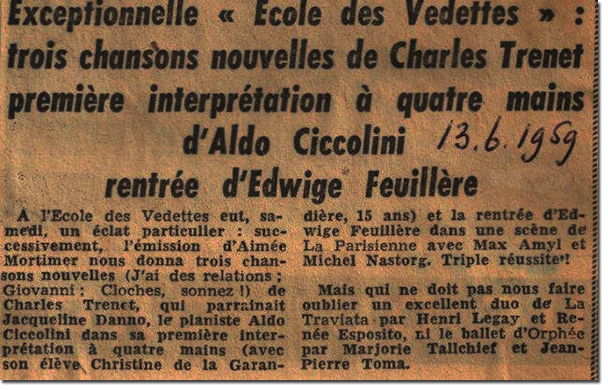 Exceptionnelle « Ecole des Vedettes » :
trois chansons nouvelles de Charles Trenet
première interprétation à quatre mains
d'Aldo Ciccolini 13.6.1959
rentrée d'Edwige Feuillère
A l'Ecole des Vedettes eut, sa-
medi, un éclat particulier : suc-
cessivement, l'émission d'Aimée
Mortimer nous donna trois chan-
sons nouvelles (J'ai des relations ;
Giovanni ; Cloches, sonnez !) de
Charles Trenet, qui parrainait
Jacqueline Danno, le pianiste Aldo
Ciccolini dans sa première inter-
prétation à quatre mains (avec
son élève Christine de la Garan-
dière, 15 ans) et la rentrée d'Ed-
wige Feuillère dans une scène de
La Parisienne avec Max Amyl et
Michel Nastorg. Triple réussite !
Mais qui ne doit pas nous faire
oublier un excellent duo de La
Traviata par Henri Legay et Re-
née Esposito, ni le ballet d'Orphée
par Marjorie Tallchief et Jean-
Pierre Toma.